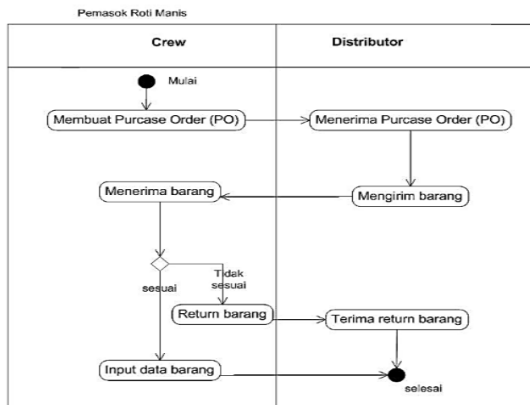 Pemasok Roti Manis
Crew
Distributor
Mulai
Membuat Purcase Order (PO)
Menerima Purcase Order (PO)
Menerima barang
Mengirim barang
sesuai
Tidak
sesuai
Return barang
Terima return barang
Input data barang
selesai